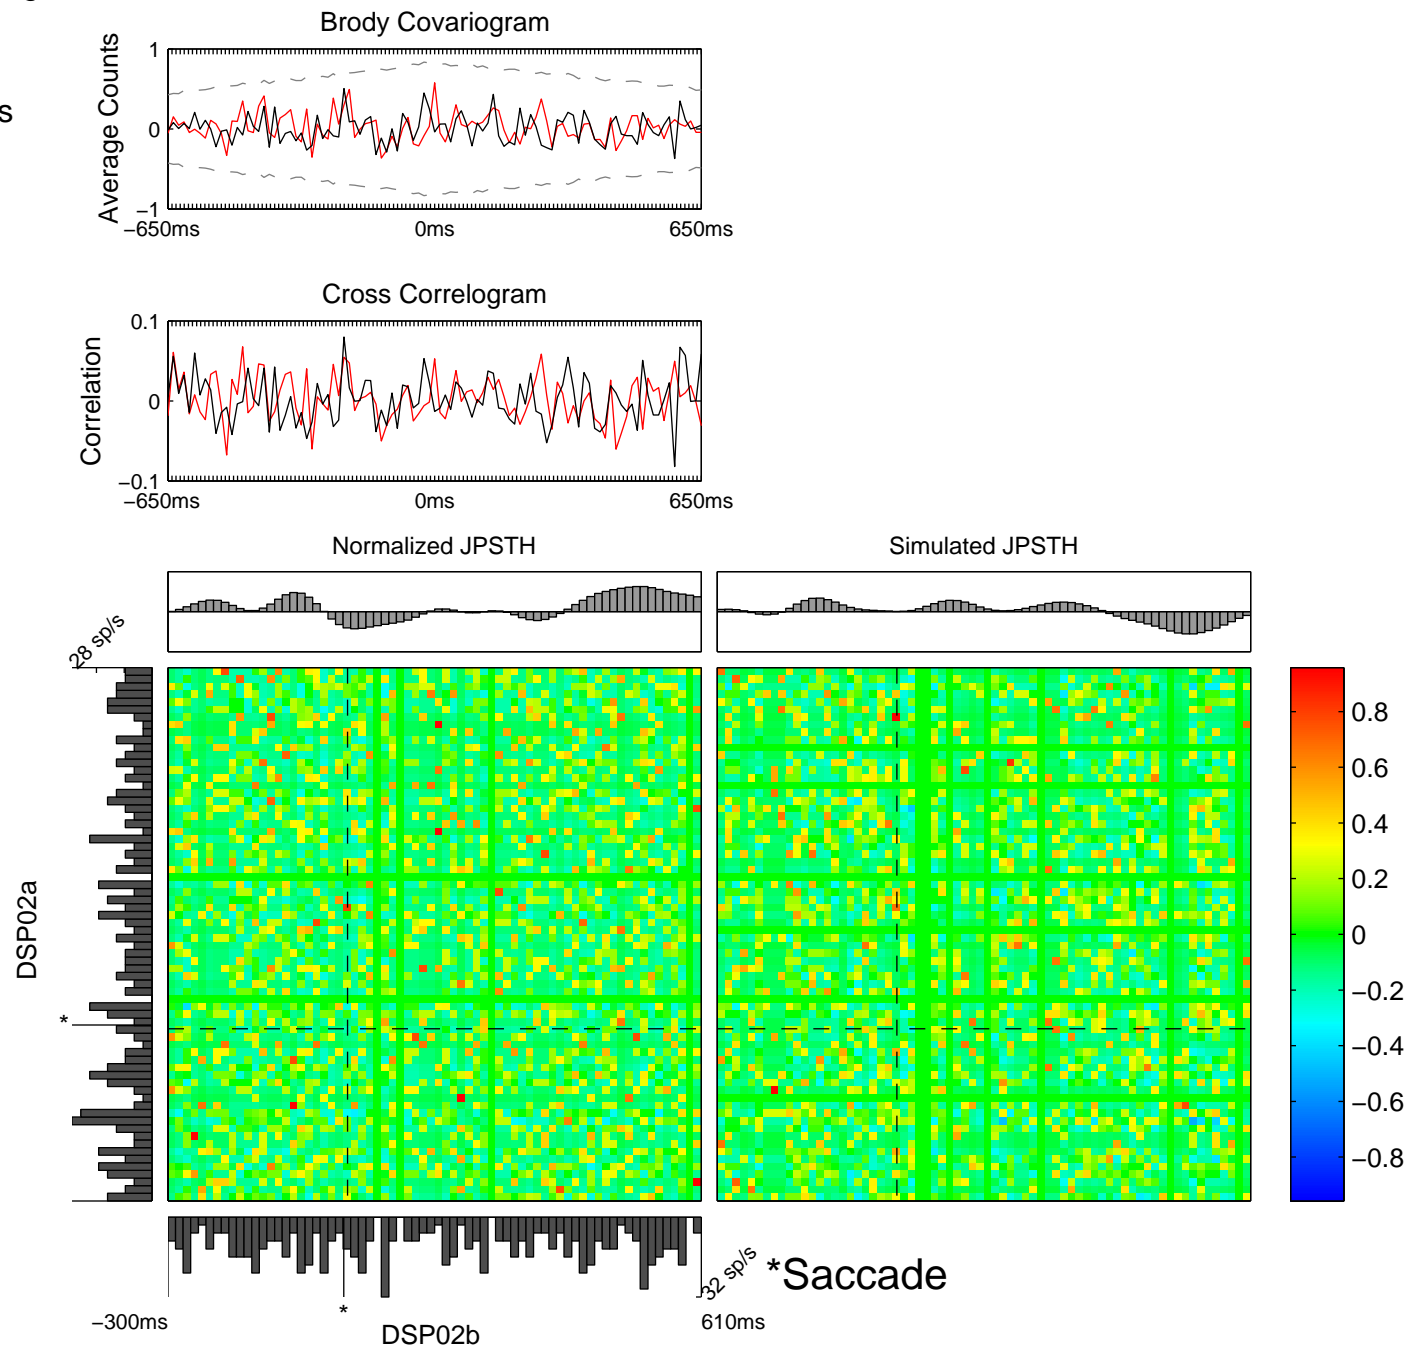 g
s
Brody Covariogram
Average Counts
1
0
−1
−650ms 0ms 650ms
Cross Correlogram
Correlation
0.1
0
−0.1
−650ms 0ms 650ms
Normalized JPSTH
Simulated JPSTH
28 sp/s
DSP02a
*
0.8
0.6
0.4
0.2
0
−0.2
−0.4
−0.6
−0.8
32 sp/s
*Saccade
*
−300ms
610ms
DSP02b